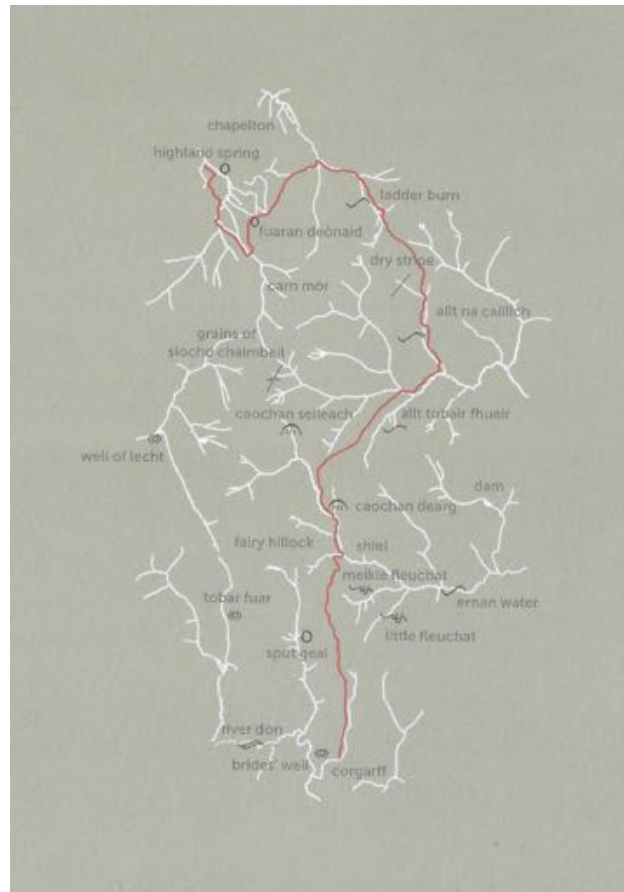 chapelton
highland spring
ladder burn
fuaran deònaid
dry stripe
carn mòr
allt na caillich
grains of
slochd chaimbeil
caochan seileach
allt tobair fhuair
well of lecht
dam
caochan dearg
fairy hillock
shiel
meikle fleuchat
tobar fuar
ernan water
little fleuchat
sput geal
river don
brides' well
corgarff